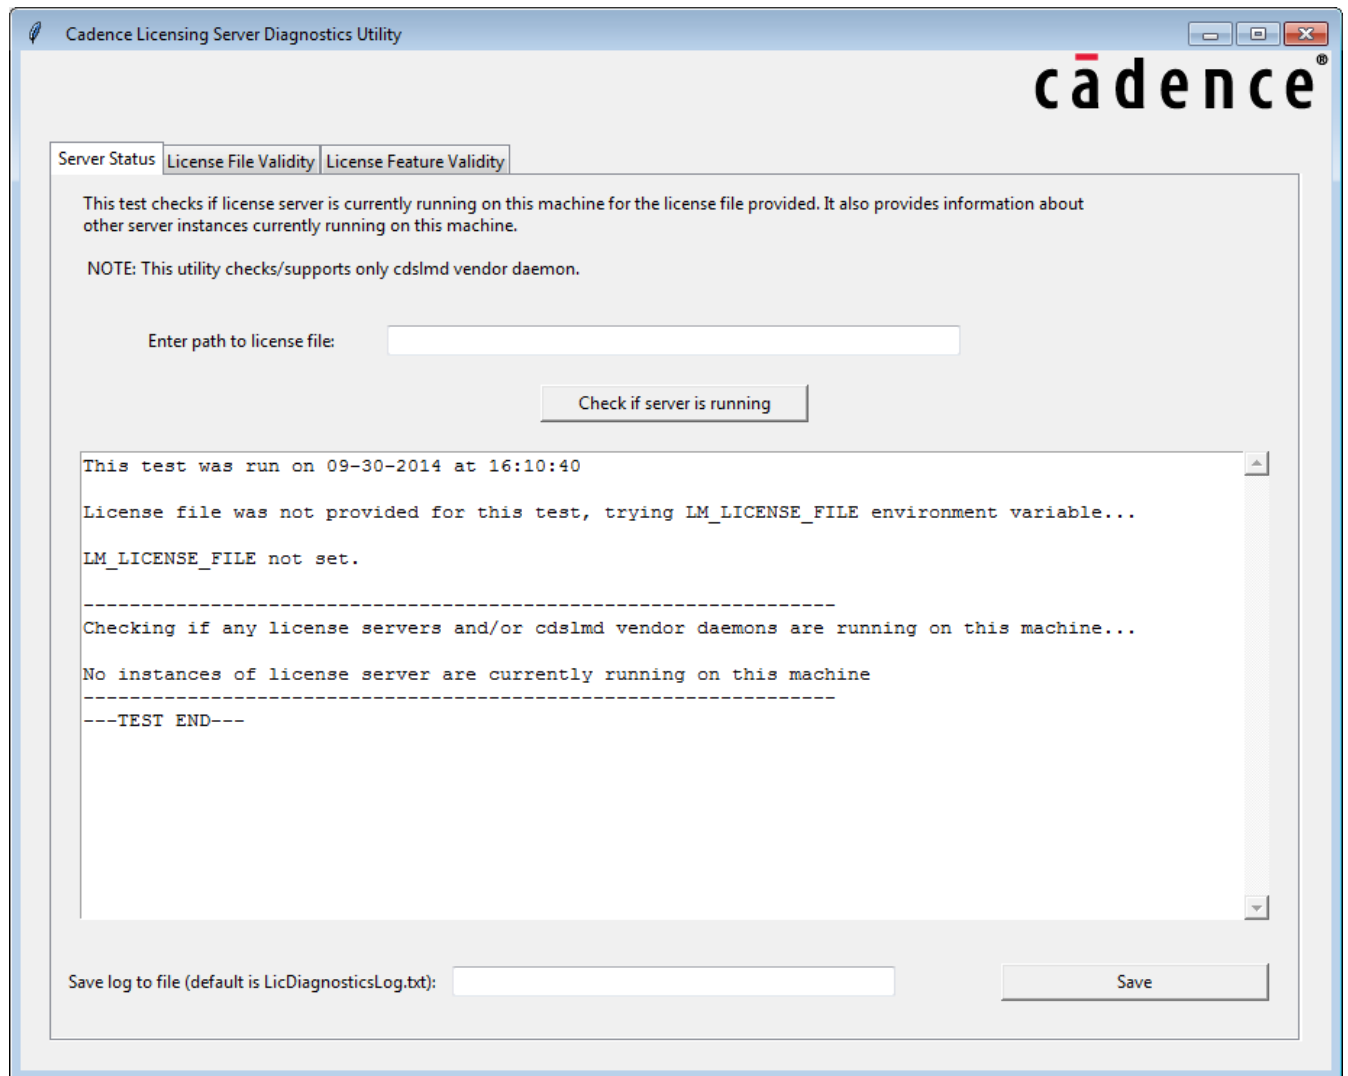 Cadence Licensing Server Diagnostics Utility
cādence®
Server Status License File Validity License Feature Validity
This test checks if license server is currently running on this machine for the license file provided. It also provides information about
other server instances currently running on this machine.
NOTE: This utility checks/supports only cdslmd vendor daemon.
Enter path to license file:
Check if server is running
This test was run on 09-30-2014 at 16:10:40
License file was not provided for this test, trying LM_LICENSE_FILE environment variable...
LM_LICENSE_FILE not set.
-----------------------------------------------------------------
Checking if any license servers and/or cdslmd vendor daemons are running on this machine...
No instances of license server are currently running on this machine
-----------------------------------------------------------------
---TEST END---
Save log to file (default is LicDiagnosticsLog.txt): Save